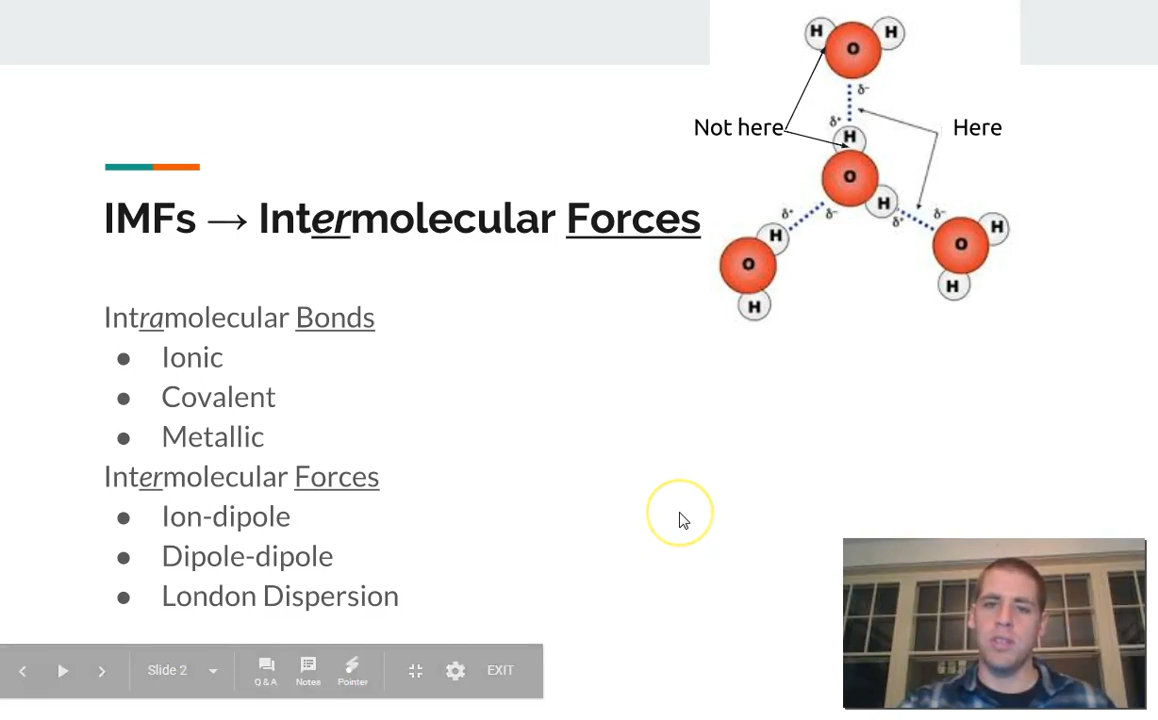 H O H
δ-
Not here
δ+
Here
H
O
H
δ+ δ-
δ+ δ-
IMFs → Intermolecular Forces
H
O
H
O
H
H
Intramolecular Bonds
● Ionic
● Covalent
● Metallic
Intermolecular Forces
● Ion-dipole
● Dipole-dipole
● London Dispersion
Slide 2
Q & A
Notes
Pointer
EXIT